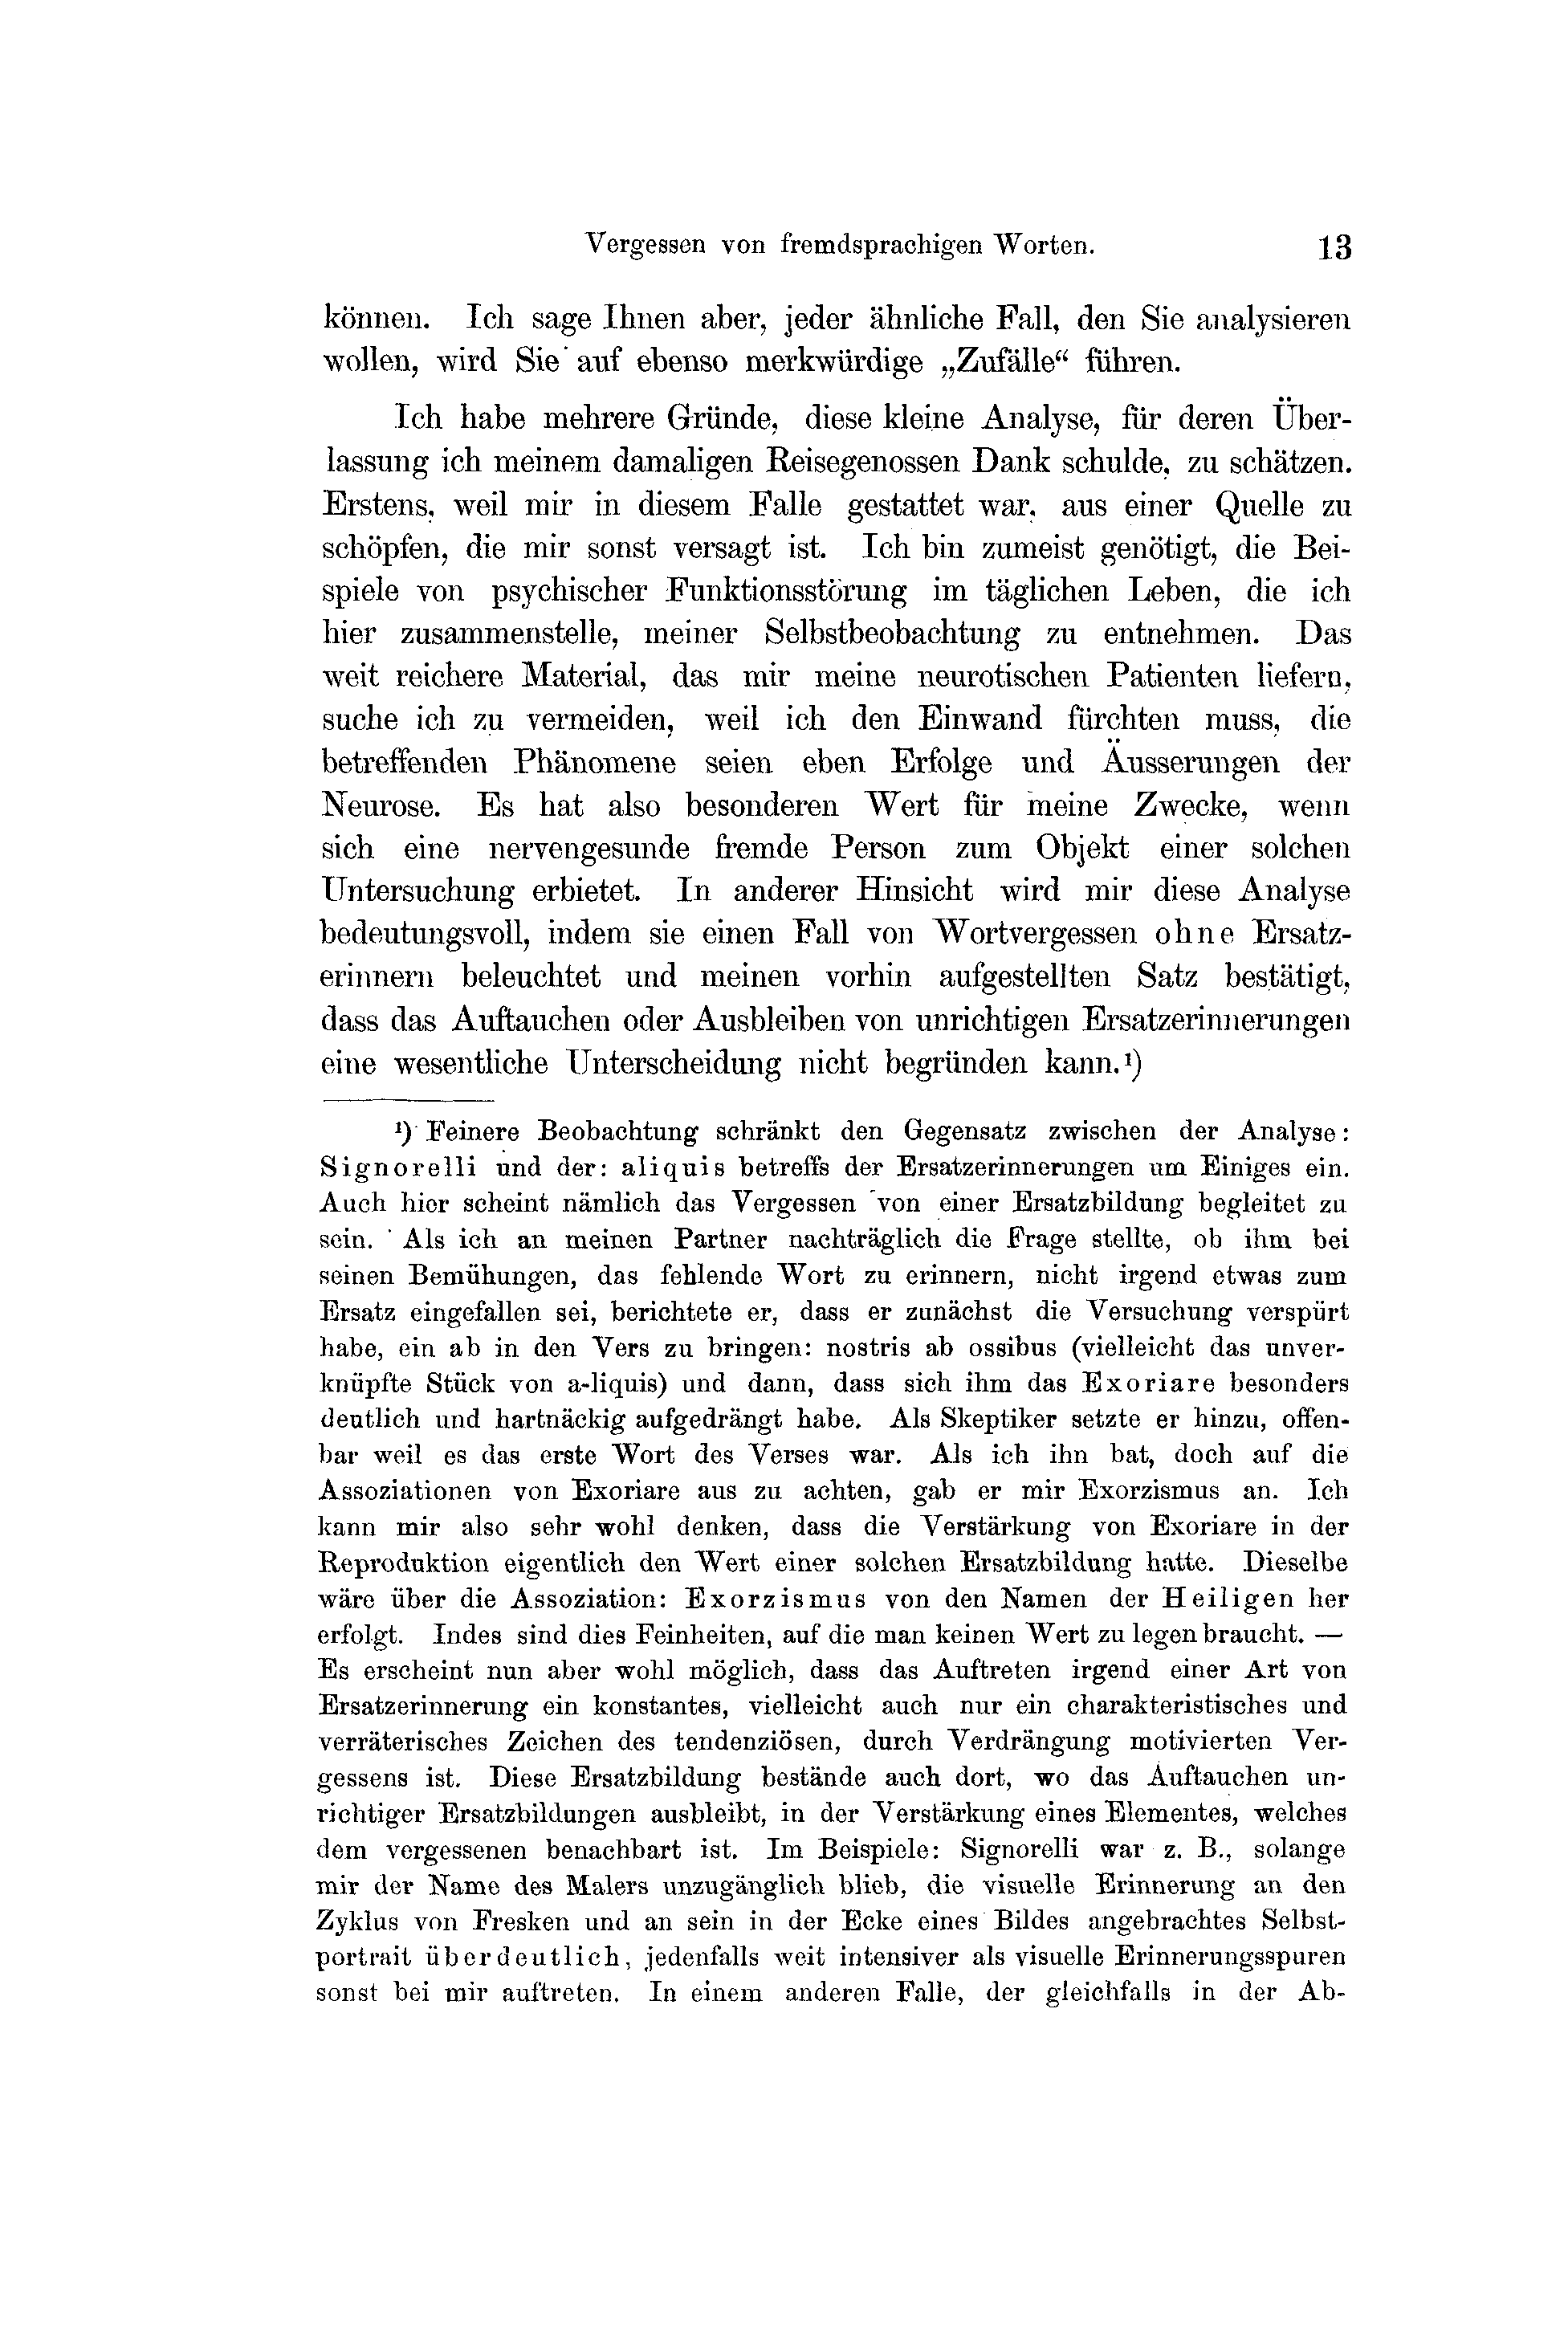 Vergessen von fremdsprachigen Worten. 13
können. Ich sage Ihnen aber, jeder ähnliche Fall, den Sie analysieren
wollen, wird Sie auf ebenso merkwürdige „Zufälle“ führen.
Ich habe mehrere Gründe, diese kleine Analyse, für deren Über-
lassung ich meinem damaligen Reisegenossen Dank schulde, zu schätzen.
Erstens, weil mir in diesem Falle gestattet war, aus einer Quelle zu
schöpfen, die mir sonst versagt ist. Ich bin zumeist genötigt, die Bei-
spiele von psychischer Funktionsstörung im täglichen Leben, die ich
hier zusammenstelle, meiner Selbstbeobachtung zu entnehmen. Das
weit reichere Material, das mir meine neurotischen Patienten liefern,
suche ich zu vermeiden, weil ich den Einwand fürchten muss, die
betreffenden Phänomene seien eben Erfolge und Äusserungen der
Neurose. Es hat also besonderen Wert für meine Zwecke, wenn
sich eine nervengesunde fremde Person zum Objekt einer solchen
Untersuchung erbietet. In anderer Hinsicht wird mir diese Analyse
bedeutungsvoll, indem sie einen Fall von Wortvergessen ohne Ersatz-
erinnern beleuchtet und meinen vorhin aufgestellten Satz bestätigt,
dass das Auftauchen oder Ausbleiben von unrichtigen Ersatzerinnerungen
eine wesentliche Unterscheidung nicht begründen kann.¹)
¹) Feinere Beobachtung schränkt den Gegensatz zwischen der Analyse:
Signorelli und der: aliquis betreffs der Ersatzerinnerungen um Einiges ein.
Auch hier scheint nämlich das Vergessen von einer Ersatzbildung begleitet zu
sein. Als ich an meinen Partner nachträglich die Frage stellte, ob ihm bei
seinen Bemühungen, das fehlende Wort zu erinnern, nicht irgend etwas zum
Ersatz eingefallen sei, berichtete er, dass er zunächst die Versuchung verspürt
habe, ein ab in den Vers zu bringen: nostris ab ossibus (vielleicht das unver-
knüpfte Stück von a-liquis) und dann, dass sich ihm das Exoriare besonders
deutlich und hartnäckig aufgedrängt habe. Als Skeptiker setzte er hinzu, offen-
bar weil es das erste Wort des Verses war. Als ich ihn bat, doch auf die
Assoziationen von Exoriare aus zu achten, gab er mir Exorzismus an. Ich
kann mir also sehr wohl denken, dass die Verstärkung von Exoriare in der
Reproduktion eigentlich den Wert einer solchen Ersatzbildung hatte. Dieselbe
wäre über die Assoziation: Exorzismus von den Namen der Heiligen her
erfolgt. Indes sind dies Feinheiten, auf die man keinen Wert zu legen braucht. —
Es erscheint nun aber wohl möglich, dass das Auftreten irgend einer Art von
Ersatzerinnerung ein konstantes, vielleicht auch nur ein charakteristisches und
verräterisches Zeichen des tendenziösen, durch Verdrängung motivierten Ver-
gessens ist. Diese Ersatzbildung bestände auch dort, wo das Auftauchen un-
richtiger Ersatzbildungen ausbleibt, in der Verstärkung eines Elementes, welches
dem vergessenen benachbart ist. Im Beispiele: Signorelli war z. B., solange
mir der Name des Malers unzugänglich blieb, die visuelle Erinnerung an den
Zyklus von Fresken und an sein in der Ecke eines Bildes angebrachtes Selbst-
portrait überdeutlich, jedenfalls weit intensiver als visuelle Erinnerungsspuren
sonst bei mir auftreten. In einem anderen Falle, der gleichfalls in der Ab-